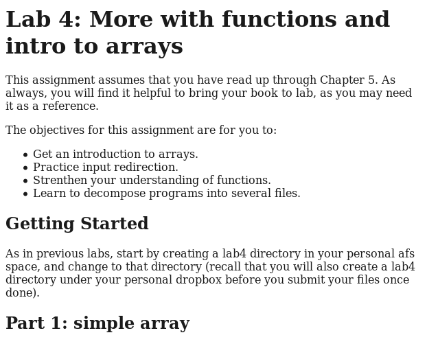 Lab 4: More with functions and
intro to arrays
This assignment assumes that you have read up through Chapter 5. As
always, you will find it helpful to bring your book to lab, as you may need
it as a reference.
The objectives for this assignment are for you to:
• Get an introduction to arrays.
• Practice input redirection.
• Strenthen your understanding of functions.
• Learn to decompose programs into several files.
Getting Started
As in previous labs, start by creating a lab4 directory in your personal afs
space, and change to that directory (recall that you will also create a lab4
directory under your personal dropbox before you submit your files once
done).
Part 1: simple array